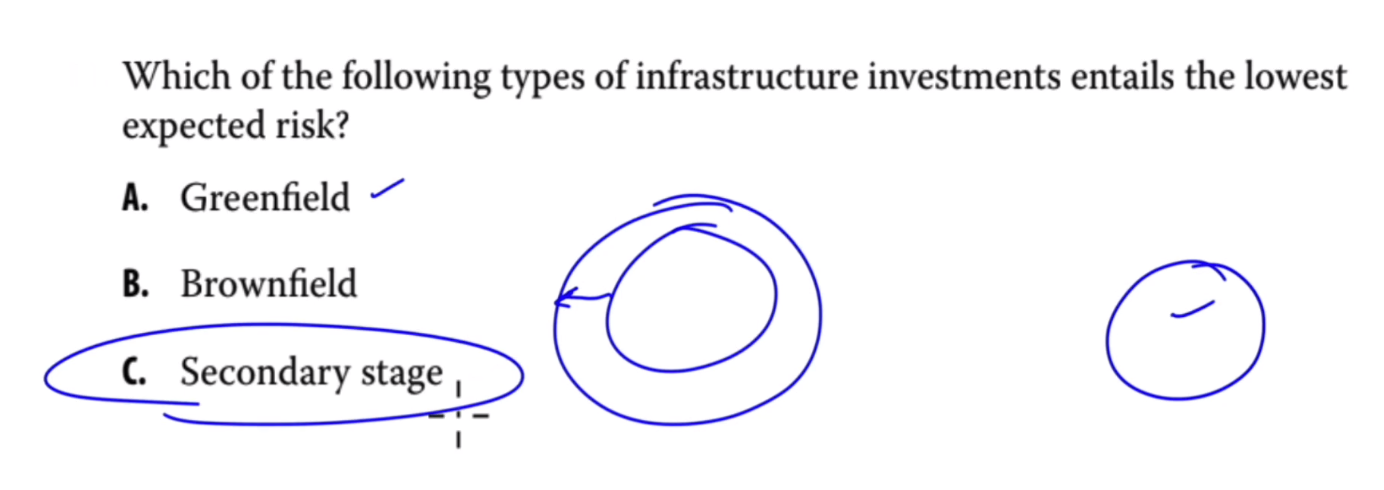 Which of the following types of infrastructure investments entails the lowest
expected risk?
A. Greenfield
B. Brownfield
C. Secondary stage